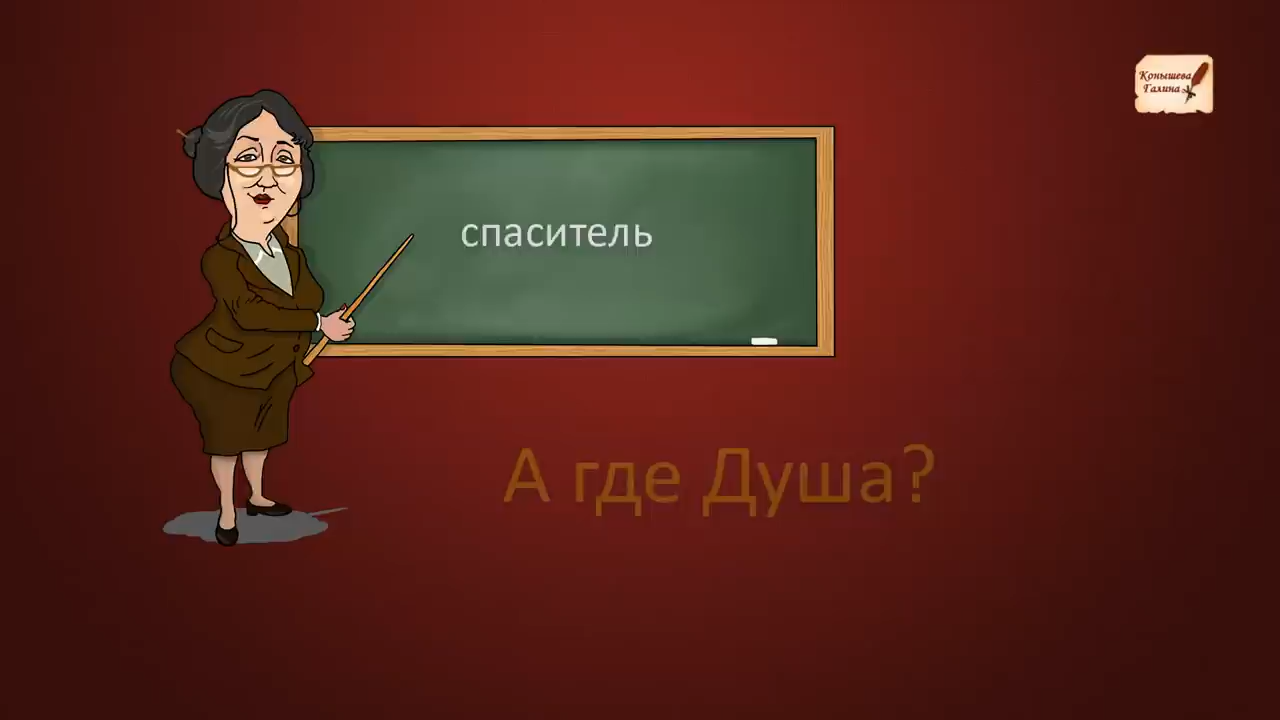 Конышева
Галина
спаситель
А где Душа?